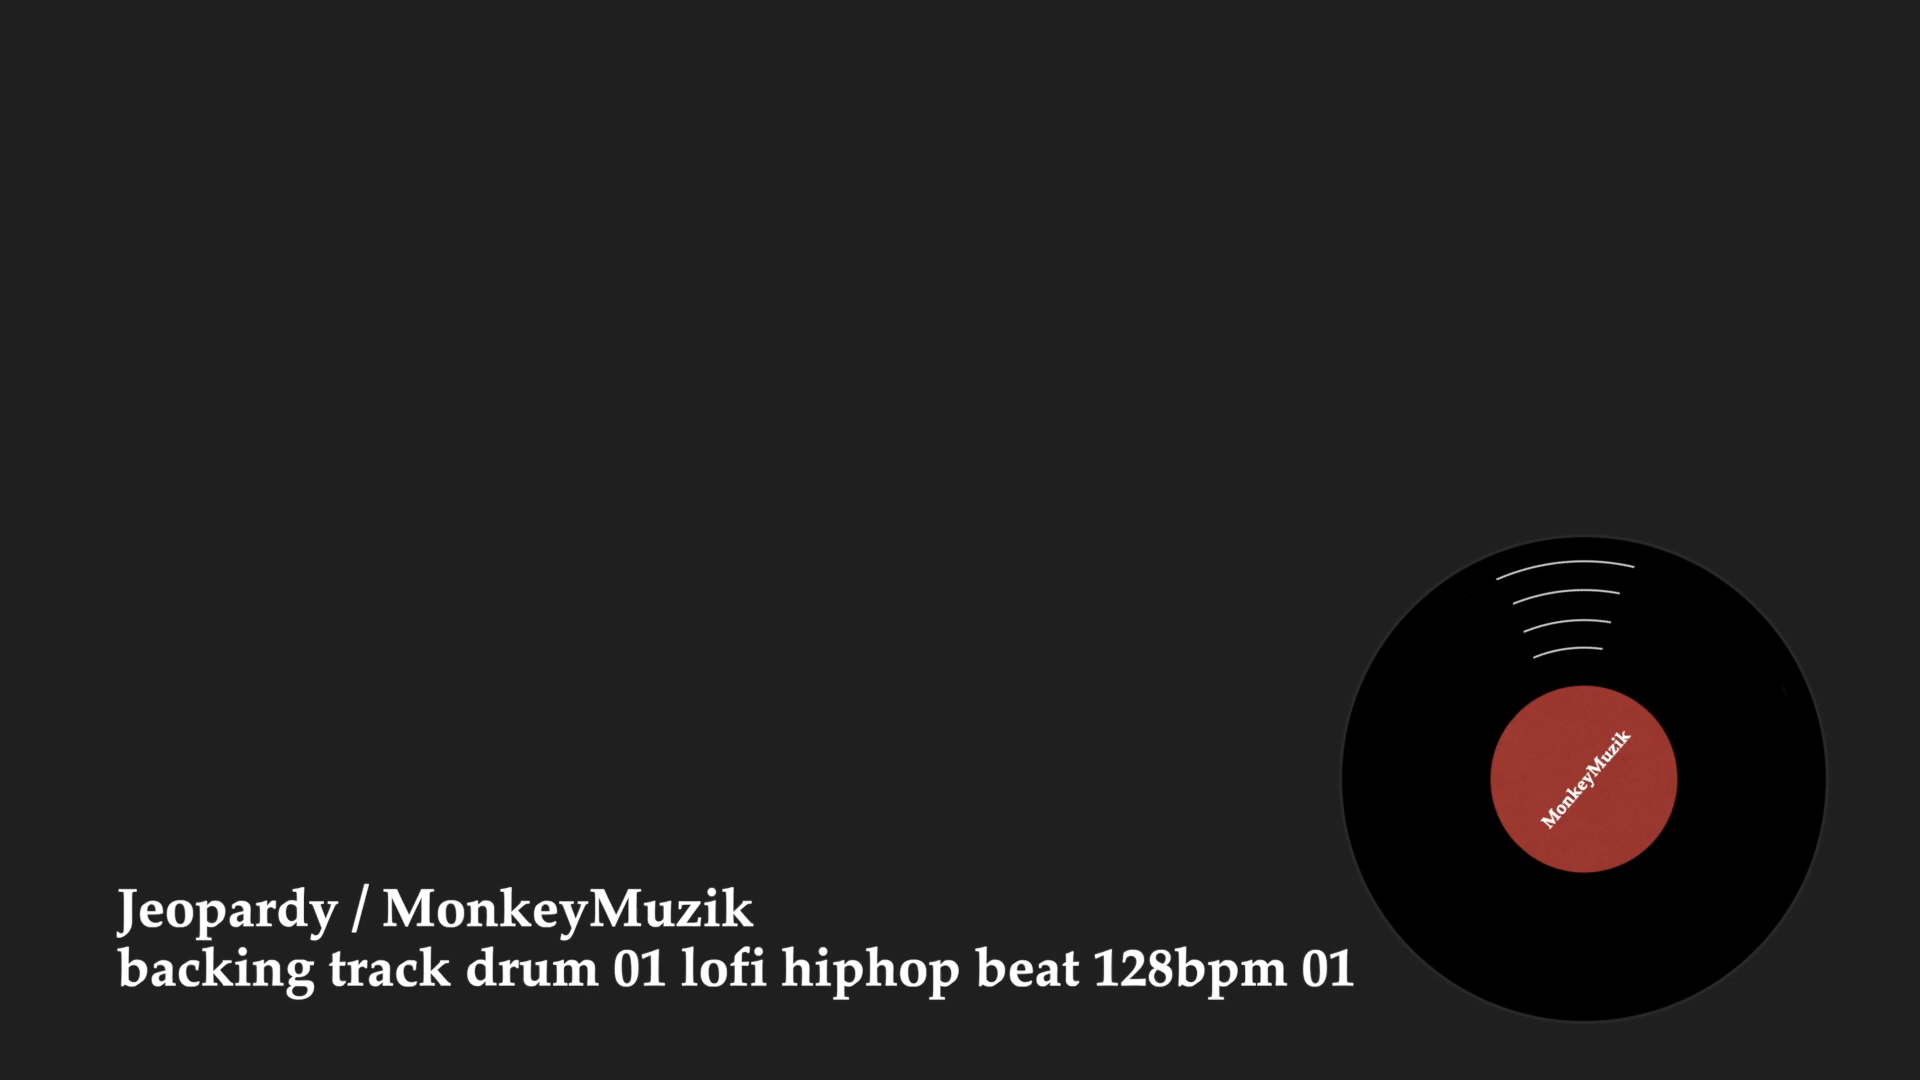 MonkeyMuzik
Jeopardy / MonkeyMuzik
backing track drum 01 lofi hiphop beat 128bpm 01